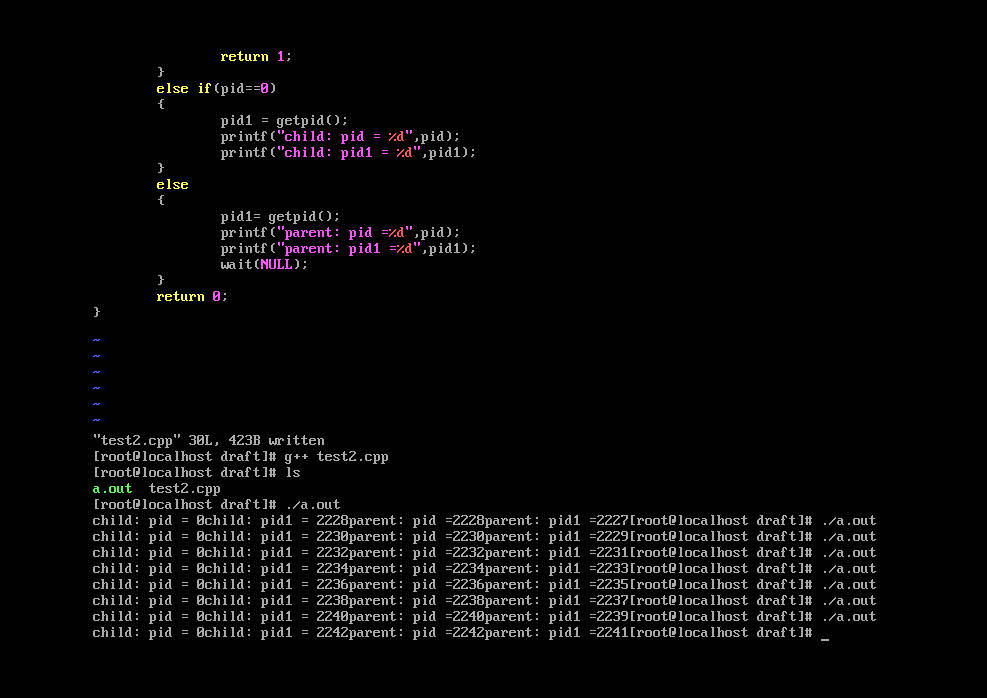 return 1;
}
else if(pid==0)
{
pid1 = getpid();
printf("child: pid = %d",pid);
printf("child: pid1 = %d",pid1);
}
else
{
pid1= getpid();
printf("parent: pid =%d",pid);
printf("parent: pid1 =%d",pid1);
wait(NULL);
}
return 0;
}
~
~
~
~
~
~
"test2.cpp" 30L, 423B written
[root@localhost draft]# g++ test2.cpp
[root@localhost draft]# ls
a.out  test2.cpp
[root@localhost draft]# ./a.out
child: pid = 0child: pid1 = 2228parent: pid =2228parent: pid1 =2227[root@localhost draft]# ./a.out
child: pid = 0child: pid1 = 2230parent: pid =2230parent: pid1 =2229[root@localhost draft]# ./a.out
child: pid = 0child: pid1 = 2232parent: pid =2232parent: pid1 =2231[root@localhost draft]# ./a.out
child: pid = 0child: pid1 = 2234parent: pid =2234parent: pid1 =2233[root@localhost draft]# ./a.out
child: pid = 0child: pid1 = 2236parent: pid =2236parent: pid1 =2235[root@localhost draft]# ./a.out
child: pid = 0child: pid1 = 2238parent: pid =2238parent: pid1 =2237[root@localhost draft]# ./a.out
child: pid = 0child: pid1 = 2240parent: pid =2240parent: pid1 =2239[root@localhost draft]# ./a.out
child: pid = 0child: pid1 = 2242parent: pid =2242parent: pid1 =2241[root@localhost draft]# _